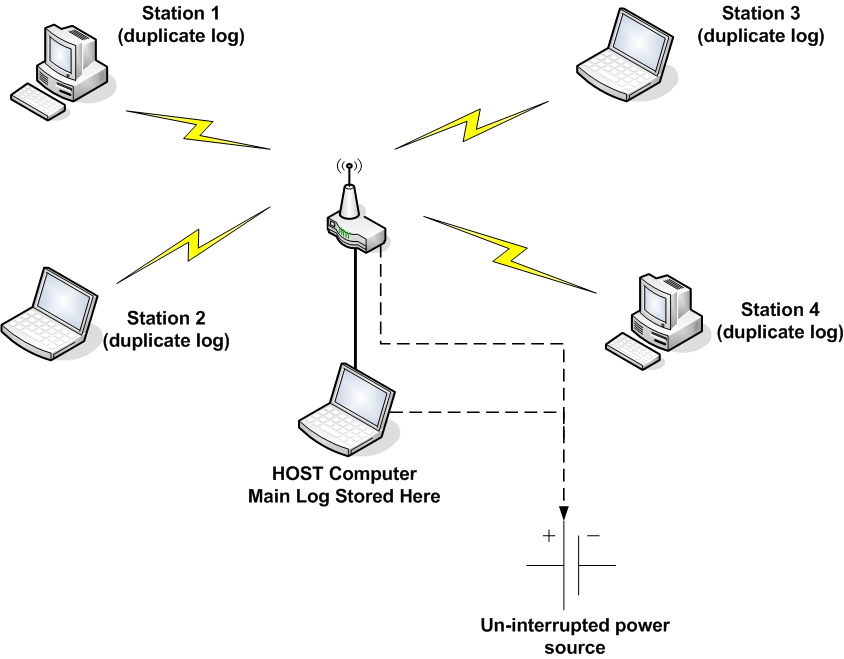 Station 1
(duplicate log)
Station 3
(duplicate log)
Station 2
(duplicate log)
Station 4
(duplicate log)
HOST Computer
Main Log Stored Here
+ −
Un-interrupted power
source